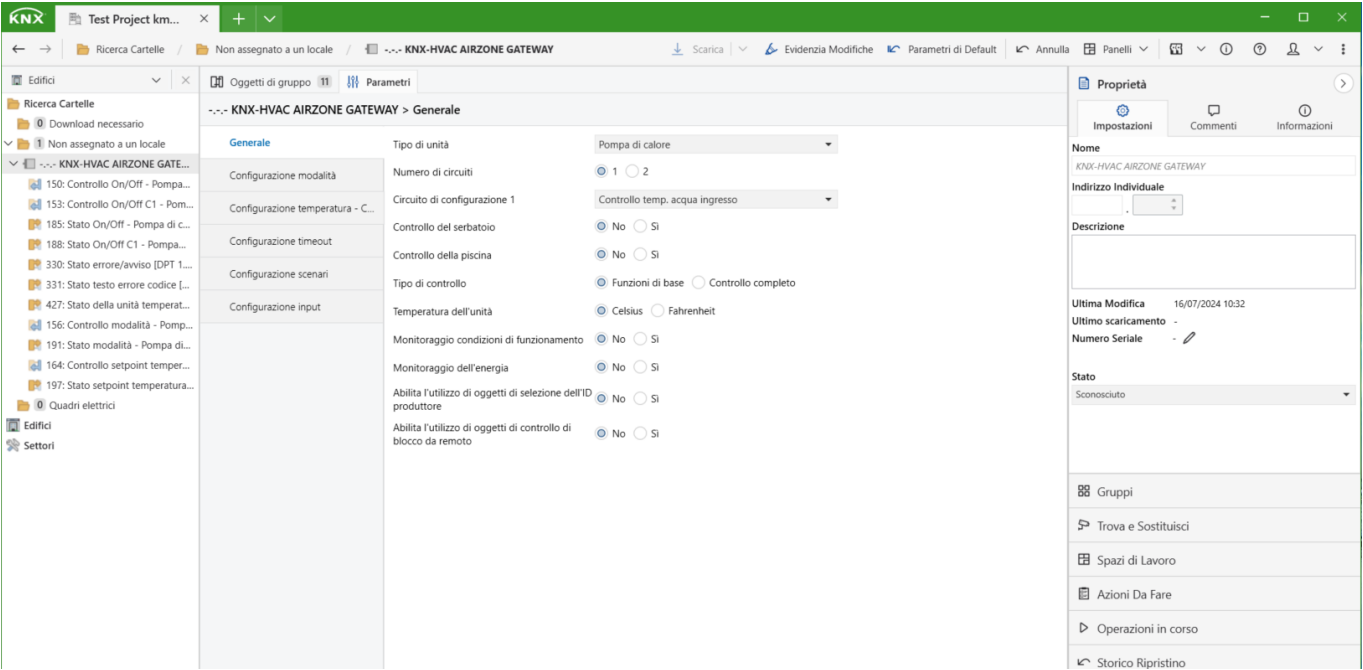 KNX
Test Project km...
Ricerca Cartelle / Non assegnato a un locale / -.-.- KNX-HVAC AIRZONE GATEWAY
Scarica
Evidenzia Modifiche
Parametri di Default
Annulla
Panelli
Edifici
Ricerca Cartelle
0 Download necessario
1 Non assegnato a un locale
-.-.- KNX-HVAC AIRZONE GATE...
150: Controllo On/Off - Pompa...
153: Controllo On/Off C1 - Pom...
185: Stato On/Off - Pompa di c...
188: Stato On/Off C1 - Pompa...
330: Stato errore/avviso [DPT 1....
331: Stato testo errore codice [...
427: Stato della unità temperat...
156: Controllo modalità - Pomp...
191: Stato modalità - Pompa di...
164: Controllo setpoint temper...
197: Stato setpoint temperatura...
0 Quadri elettrici
Edifici
Settori
Oggetti di gruppo 11
Parametri
-.-.- KNX-HVAC AIRZONE GATEWAY > Generale
Generale
Configurazione modalità
Configurazione temperatura - C...
Configurazione timeout
Configurazione scenari
Configurazione input
Tipo di unità Pompa di calore
Numero di circuiti 1 2
Circuito di configurazione 1 Controllo temp. acqua ingresso
Controllo del serbatoio No Sì
Controllo della piscina No Sì
Tipo di controllo Funzioni di base Controllo completo
Temperatura dell'unità Celsius Fahrenheit
Monitoraggio condizioni di funzionamento No Sì
Monitoraggio dell'energia No Sì
Abilita l'utilizzo di oggetti di selezione dell'ID
produttore
No Sì
Abilita l'utilizzo di oggetti di controllo di
blocco da remoto
No Sì
Proprietà
Impostazioni
Commenti
Informazioni
Nome
KNX-HVAC AIRZONE GATEWAY
Indirizzo Individuale
.
Descrizione
Ultima Modifica 16/07/2024 10:32
Ultimo scaricamento -
Numero Seriale -
Stato
Sconosciuto
Gruppi
Trova e Sostituisci
Spazi di Lavoro
Azioni Da Fare
Operazioni in corso
Storico Ripristino